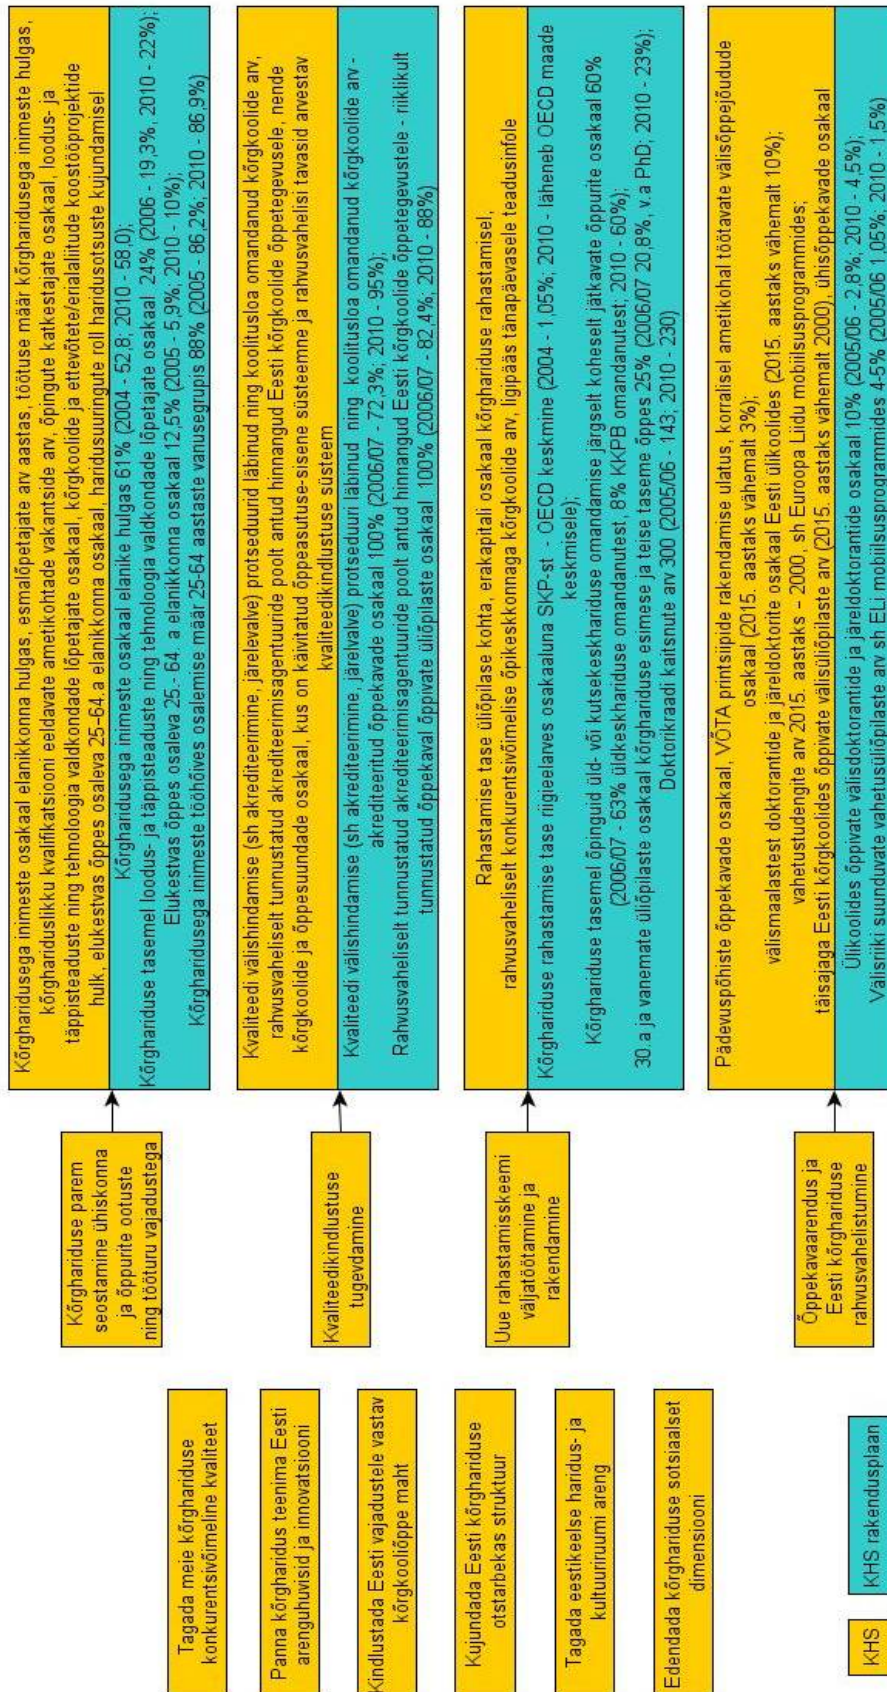 Tagada meie kõrghariduse
konkurentsivõimeline kvaliteet
Panna kõrgharidus teenima Eesti
arenguhuvisid ja innovatsiooni
Kindlustada Eesti vajadustele vastav
kõrgkooliõppe maht
Kujundada Eesti kõrghariduse
otstarbekas struktuur
Tagada eestikeelse haridus- ja
kultuuriruumi areng
Edendada kõrghariduse sotsiaalset
dimensiooni
KHS
KHS rakendusplaan
Kõrghariduse parem
seostamine ühiskonna
ja õppurite ootuste
ning tööturu vajadustega
Kõrgharidusega inimeste osakaal elanikkonna hulgas, esmalõpetajate arv aastas, töötuse määr kõrgharidusega inimeste hulgas,
kõrghariduslikku kvalifikatsiooni eeldavate ametikohtade vakantside arv, õpingute katkestajate osakaal, loodus- ja
täppisteaduste ning tehnoloogia valdkondade lõpetajate osakaal, kõrgkoolide ja ettevõtete/erialaliitude koostööprojektide
hulk, elukestvas õppes osaleva 25-64.a elanikkonna osakaal, haridusuuringute roll haridusotsuste kujundamisel
Kõrgharidusega inimeste osakaal elanike hulgas 61% (2004 - 52,8; 2010 - 58,0);
Kõrghariduse tasemel loodus- ja täppisteaduste ning tehnoloogia valdkondade lõpetajate osakaal 24% (2006 - 19,3%, 2010 - 22%);
Elukestvas õppes osaleva 25.- 64. a elanikkonna osakaal 12,5% (2005 - 5,9%; 2010 - 10%);
Kõrgharidusega inimeste tööhõives osalemise määr 25-64 aastaste vanusegrupis 88% (2005 - 86,2%; 2010 - 86,9%)
Kvaliteedikindlustuse
tugevdamine
Kvaliteedi välishindamise (sh akrediteerimine, järelevalve) protseduurid läbinud ning koolitusloa omandanud kõrgkoolide arv,
rahvusvaheliselt tunnustatud akrediteerimisagentuuride poolt antud hinnangud Eesti kõrgkoolide õppetegevusele, nende
kõrgkoolide ja õppesuundade osakaal, kus on käivitatud õppeasutuse-sisene süsteemne ja rahvusvahelisi tavasid arvestav
kvaliteedikindlustuse süsteem
Kvaliteedi välishindamise (sh akrediteerimine, järelvalve) protseduuri läbinud ning koolitusloa omandanud kõrgkoolide arv -
akrediteeritud õppekavade osakaal 100% (2006/07 - 72,3%; 2010 - 95%);
Rahvusvaheliselt tunnustatud akrediteerimisagentuuride poolt antud hinnangud Eesti kõgkoolide õppetegevustele - riiklikult
tunnustatud õppekaval õppivate üliõpilaste osakaal 100% (2006/07 - 82,4%; 2010 - 88%)
Uue rahastamisskeemi
väljatöötamine ja
rakendamine
Rahastamise tase üliõpilase kohta, erakapitali osakaal kõrghariduse rahastamisel,
rahvusvaheliselt konkurentsivõimelise õpikeskkonnaga kõrgkoolide arv, ligipääs tänapäevasele teadusinfole
Kõrghariduse rahastamise tase riigieelarves osakaaluna SKP-st - OECD keskmine (2004 - 1,05%; 2010 - läheneb OECD maade
keskmisele);
Kõrghariduse tasemel õpinguid üld- või kutsekeskhariduse omandamise järgselt koheselt jätkavate õppurite osakaal 60%
(2006/07 - 63% üldkeskhariduse omandanutest, 8% KKPB omandanutest; 2010 - 60%);
30.a ja vanemate üliõpilaste osakaal kõrghariduse esimese ja teise taseme õppes 25% (2006/07 20,8%, v.a PhD; 2010 - 23%);
Doktorikraadi kaitsnute arv 300 (2005/06 - 143; 2010 - 230)
Õppekavaarendus ja
Eesti kõrghariduse
rahvusvahelistumine
Pädevuspõhiste õppekavade osakaal, VÕTA printsiipide rakendamise ulatus, korralisel ametikohal töötavate välisõppejõudude
osakaal (2015. aastaks vähemalt 3%);
välismaalastest doktorantide ja järeldoktorite osakaal Eesti ülikoolides (2015. aastaks vähemalt 10%);
vahetustudengite arv 2015. aastaks – 2000, sh Euroopa Liidu mobiilsusprogrammides;
täisajaga Eesti kõrgkoolides õppivate välisüliõpilaste arv (2015. aastaks vähemalt 2000), ühisõppekavade osakaal
Ülikoolides õppivate välisdoktorantide ja järeldoktorantide osakaal 10% (2005/06 - 2,8%; 2010 - 4,5%);
Välisriiki suunduvate vahetusüliõpilaste arv sh ELi mobiilsusprogrammides 4-5% (2005/06 1,05% 2010 - 1,5%)